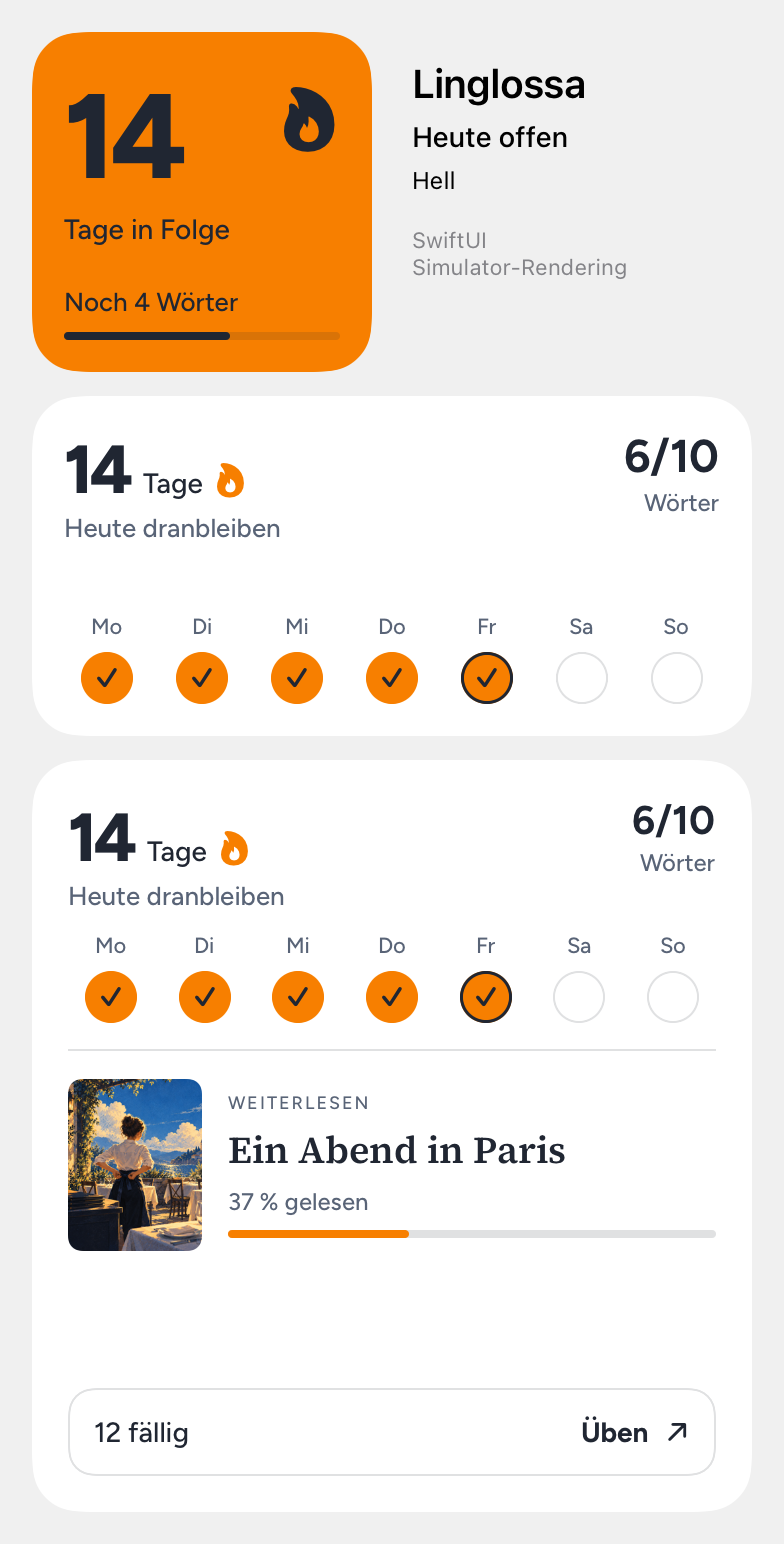 14
Tage in Folge
Noch 4 Wörter
Linglossa
Heute offen
Hell
SwiftUI
Simulator-Rendering
14 Tage
Heute dranbleiben
6/10
Wörter
Mo Di Mi Do Fr Sa So
14 Tage
Heute dranbleiben
6/10
Wörter
Mo Di Mi Do Fr Sa So
WEITERLESEN
Ein Abend in Paris
37 % gelesen
12 fällig
Üben